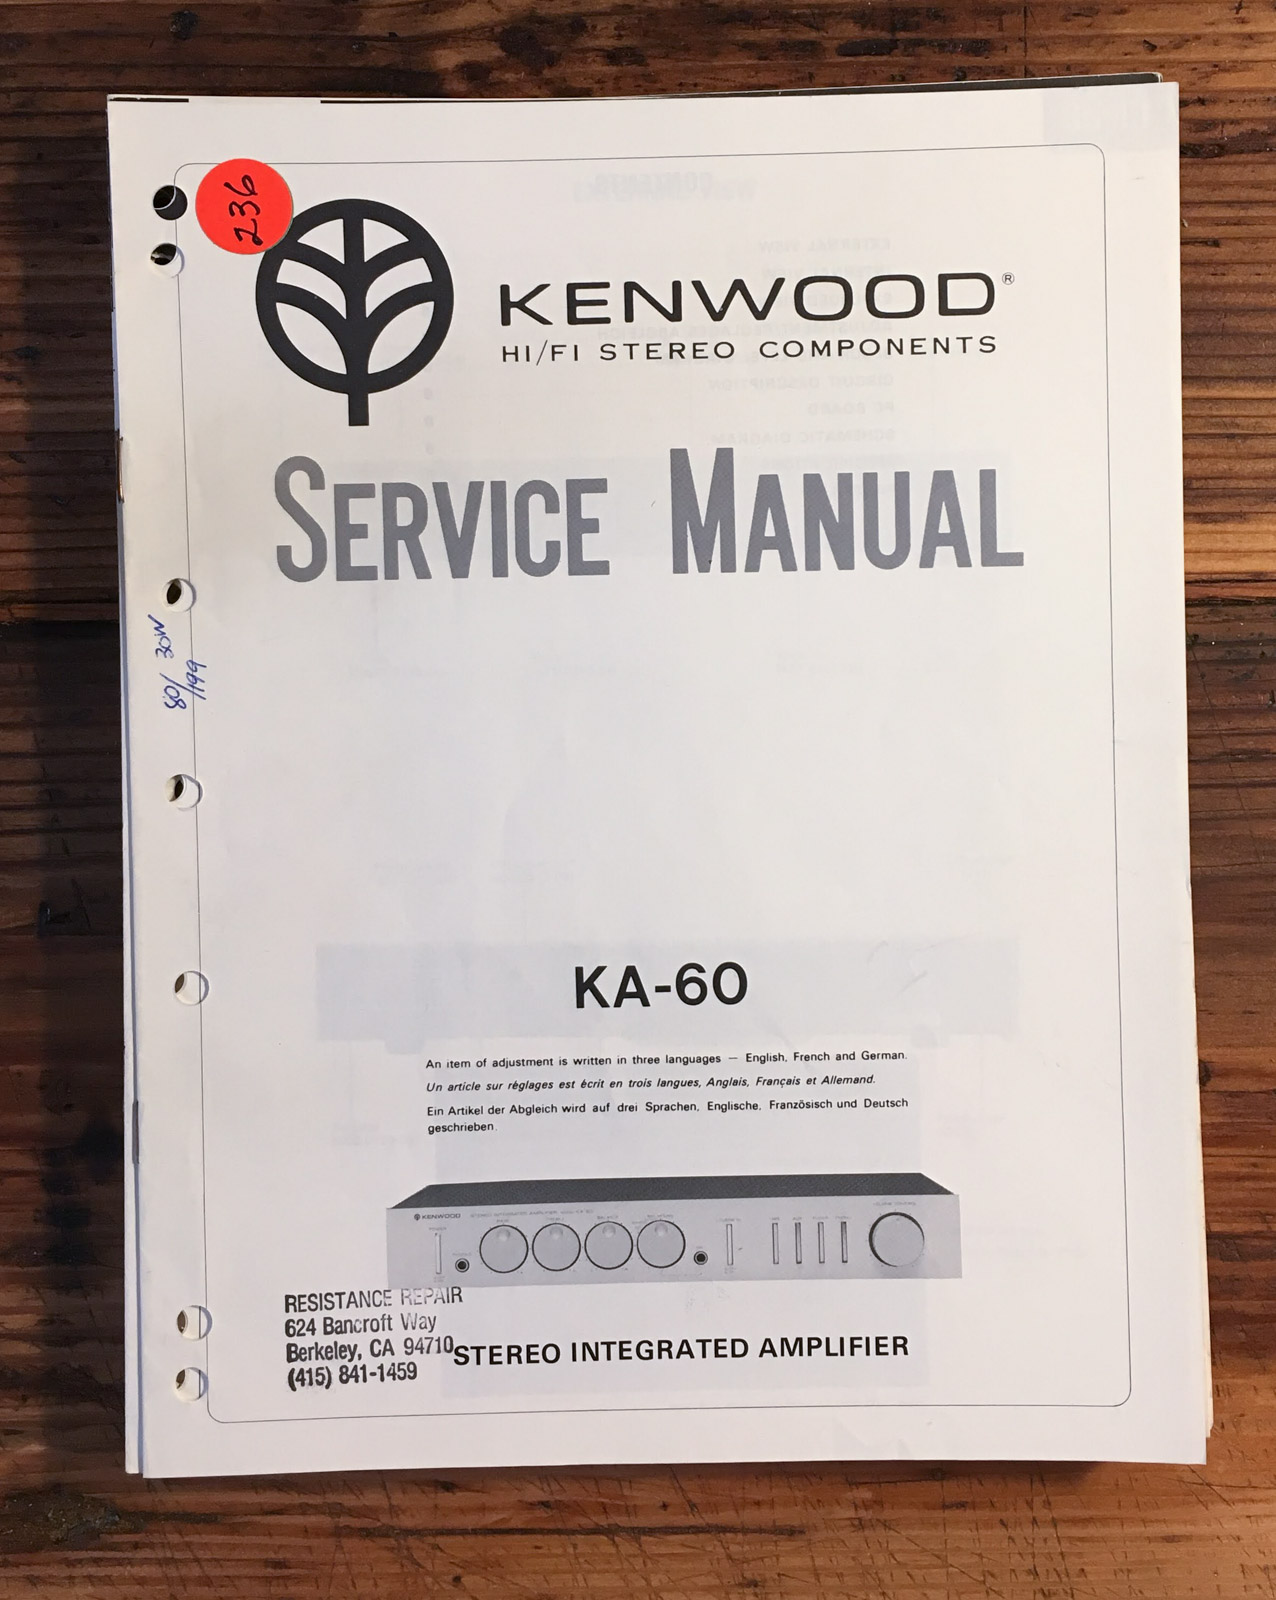 236
KENWOOD®
HI/FI STEREO COMPONENTS
SERVICE MANUAL
80/ 30W
/199
KA-60
An item of adjustment is written in three languages — English, French and German.
Un article sur réglages est écrit en trois langues, Anglais, Français et Allemand.
Ein Artikel der Abgleich wird auf drei Sprachen, Englische, Französisch und Deutsch
geschrieben.
KENWOOD
RESISTANCE REPAIR
624 Bancroft Way
Berkeley, CA 94710
(415) 841-1459
STEREO INTEGRATED AMPLIFIER